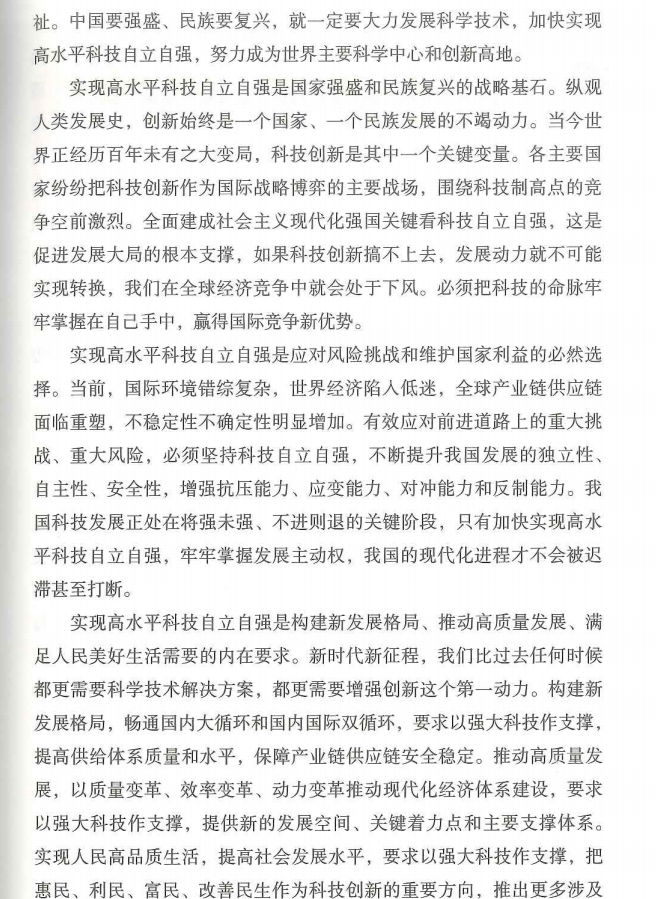 祉。中国要强盛、民族要复兴，就一定要大力发展科学技术，加快实现
高水平科技自立自强，努力成为世界主要科学中心和创新高地。
实现高水平科技自立自强是国家强盛和民族复兴的战略基石。纵观
人类发展史，创新始终是一个国家、一个民族发展的不竭动力。当今世
界正经历百年未有之大变局，科技创新是其中一个关键变量。各主要国
家纷纷把科技创新作为国际战略博弈的主要战场，围绕科技制高点的竞
争空前激烈。全面建成社会主义现代化强国关键看科技自立自强，这是
促进发展大局的根本支撑，如果科技创新搞不上去，发展动力就不可能
实现转换，我们在全球经济竞争中就会处于下风。必须把科技的命脉牢
牢掌握在自己手中，赢得国际竞争新优势。
实现高水平科技自立自强是应对风险挑战和维护国家利益的必然选
择。当前，国际环境错综复杂，世界经济陷入低迷，全球产业链供应链
面临重塑，不稳定性不确定性明显增加。有效应对前进道路上的重大挑
战、重大风险，必须坚持科技自立自强，不断提升我国发展的独立性、
自主性、安全性，增强抗压能力、应变能力、对冲能力和反制能力。我
国科技发展正处在将强未强、不进则退的关键阶段，只有加快实现高水
平科技自立自强，牢牢掌握发展主动权，我国的现代化进程才不会被迟
滞甚至打断。
实现高水平科技自立自强是构建新发展格局、推动高质量发展、满
足人民美好生活需要的内在要求。新时代新征程，我们比过去任何时候
都更需要科学技术解决方案，都更需要增强创新这个第一动力。构建新
发展格局，畅通国内大循环和国内国际双循环，要求以强大科技作支撑，
提高供给体系质量和水平，保障产业链供应链安全稳定。推动高质量发
展，以质量变革、效率变革、动力变革推动现代化经济体系建设，要求
以强大科技作支撑，提供新的发展空间、关键着力点和主要支撑体系。
实现人民高品质生活，提高社会发展水平，要求以强大科技作支撑，把
惠民、利民、富民、改善民生作为科技创新的重要方向，推出更多涉及